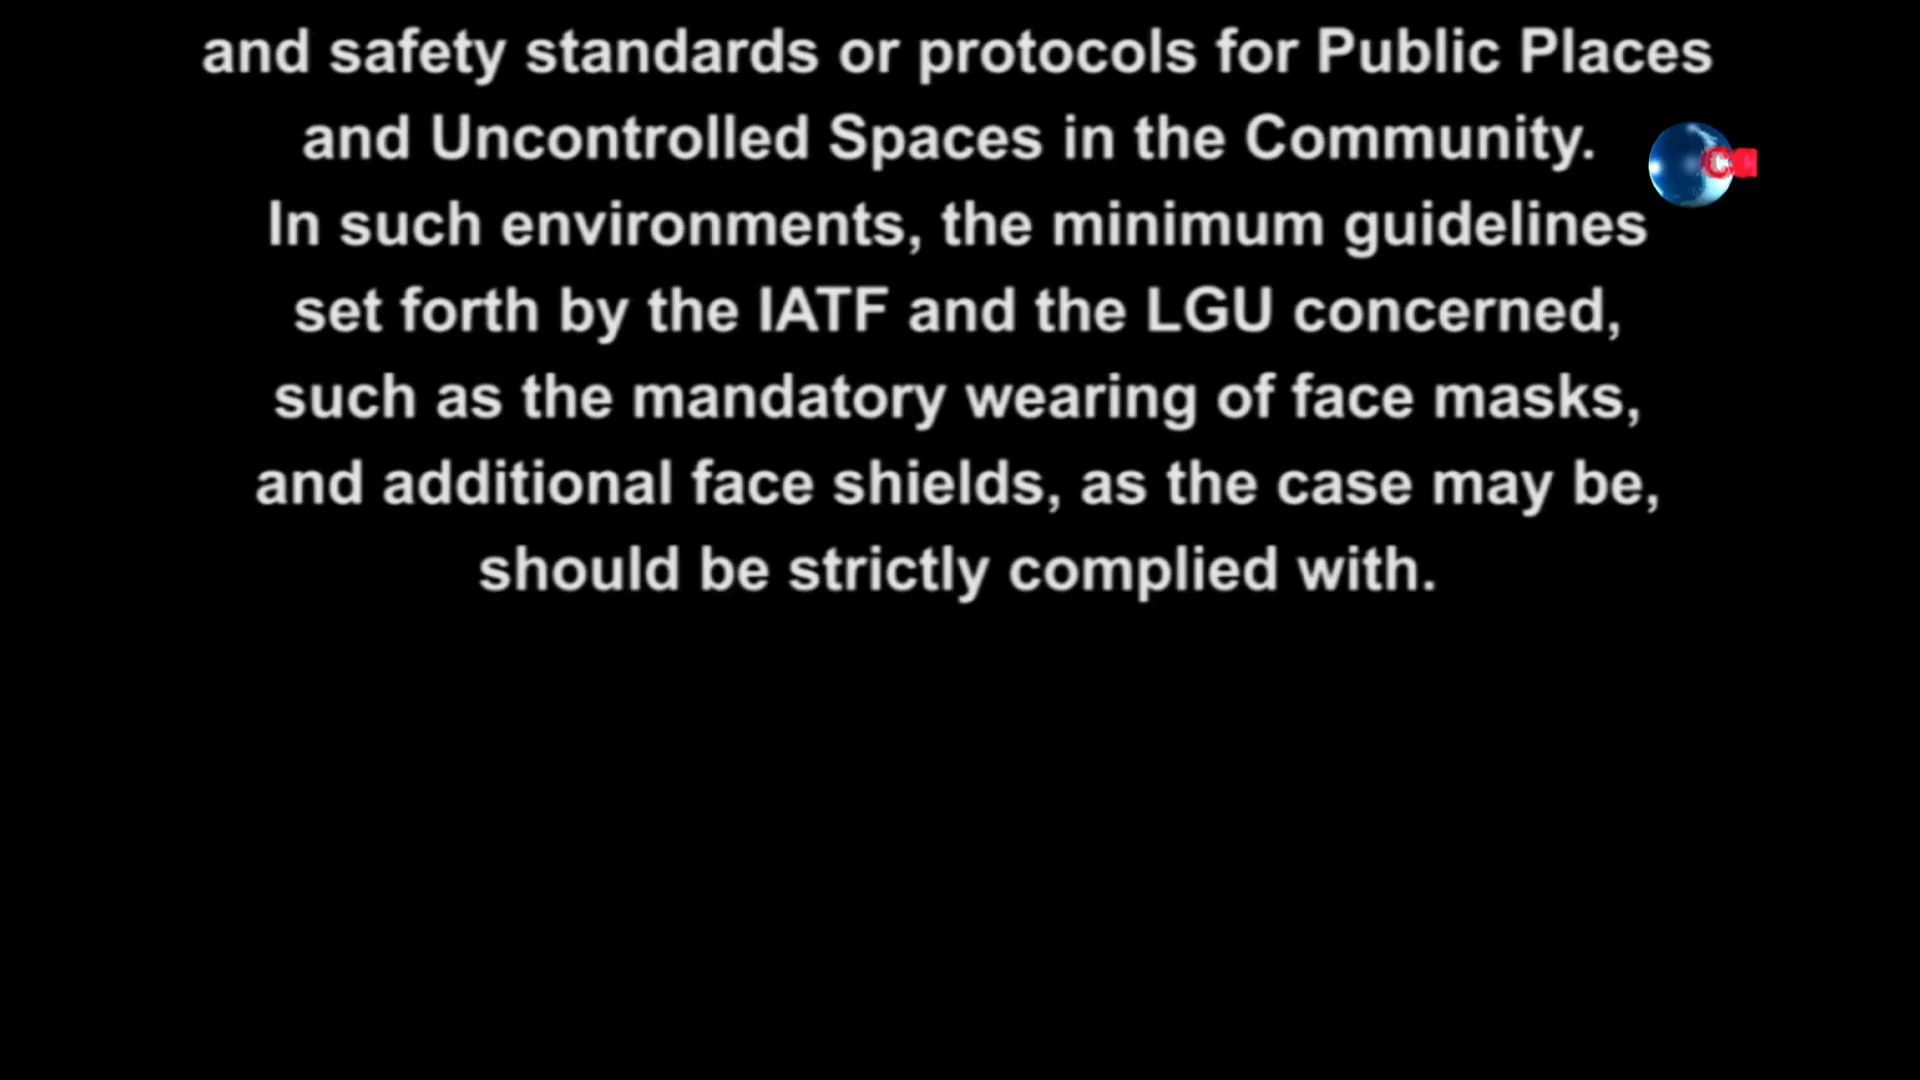 and safety standards or protocols for Public Places
and Uncontrolled Spaces in the Community.
In such environments, the minimum guidelines
set forth by the IATF and the LGU concerned,
such as the mandatory wearing of face masks,
and additional face shields, as the case may be,
should be strictly complied with.